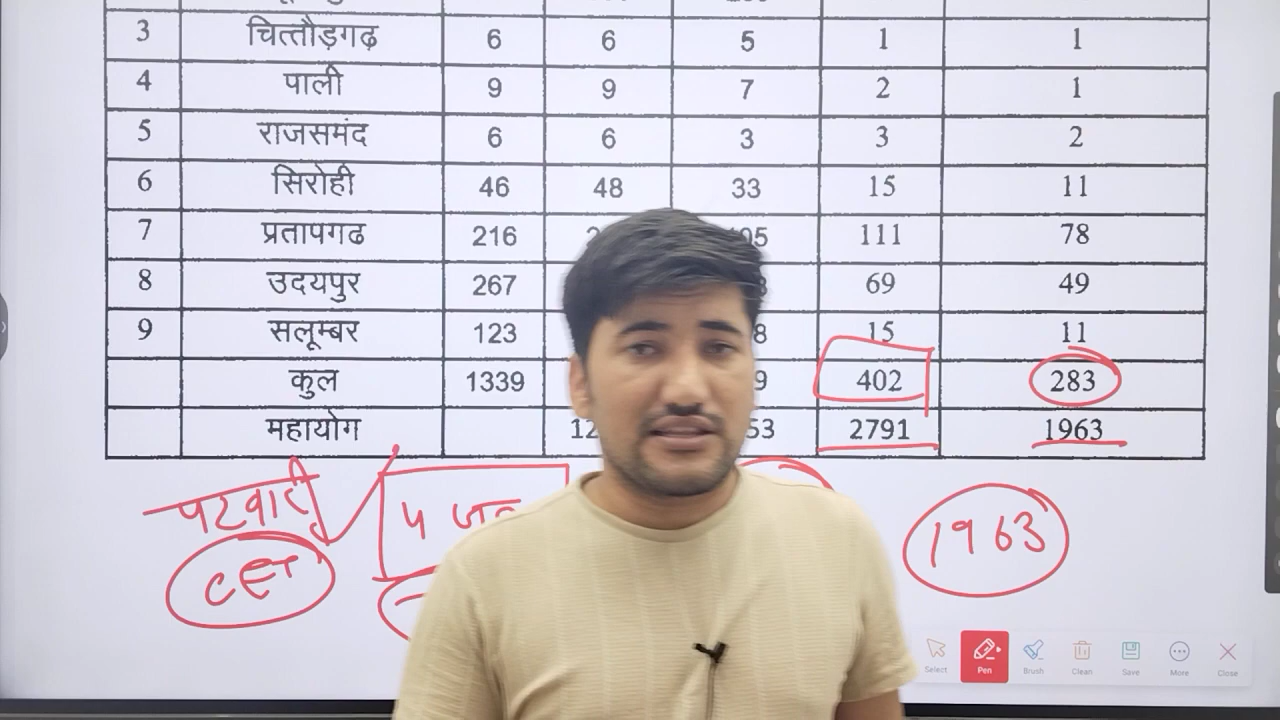 3 चित्तौड़गढ़ 6 6 5 1 1
4 पाली 9 9 7 2 1
5 राजसमंद 6 6 3 3 2
6 सिरोही 46 48 33 15 11
7 प्रतापगढ 216 111 78
8 उदयपुर 267 69 49
9 सलूम्बर 123 15 11
कुल 1339 402 283
महायोग 2791 1963
पटवारी
CET
1963
Select Pen Brush Clean Save More Close